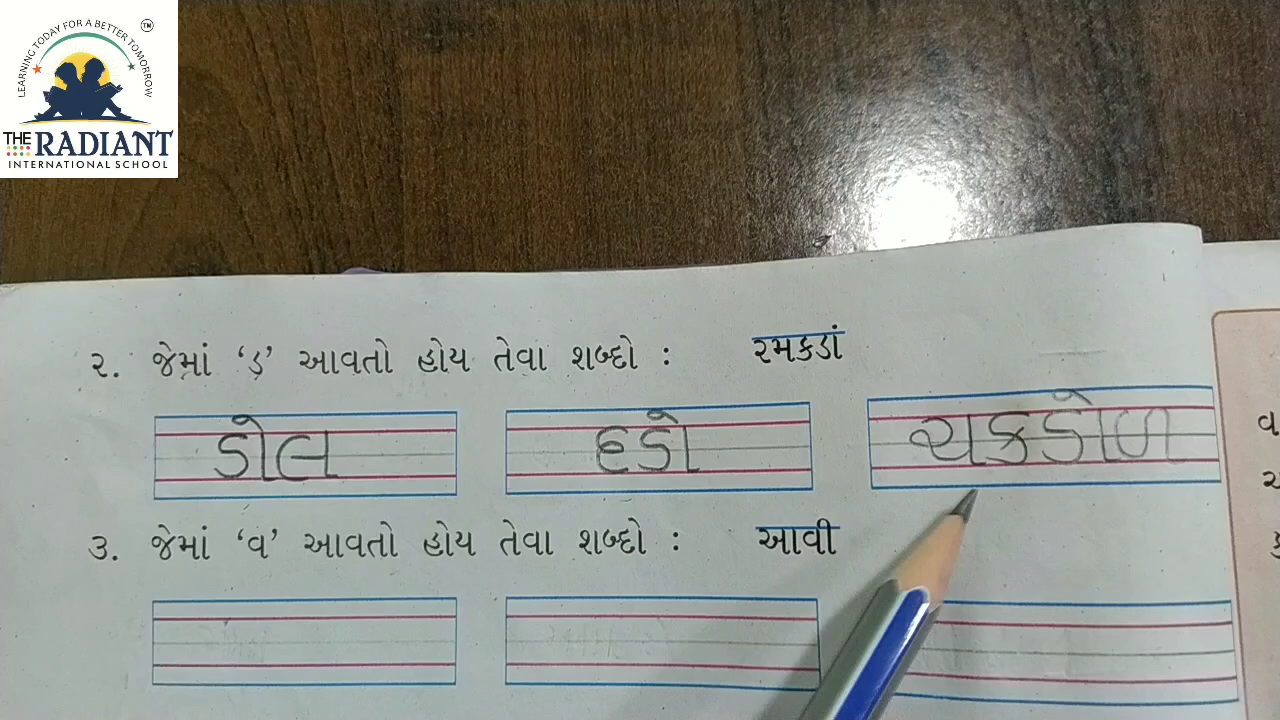 LEARNING TODAY FOR A BETTER TOMORROW
TM
THE RADIANT
INTERNATIONAL SCHOOL
૨. જેમાં ‘ડ’ આવતો હોય તેવા શબ્દો : રમકડાં
ડોલ દડો ચકડોળ
૩. જેમાં ‘વ’ આવતો હોય તેવા શબ્દો : આવી